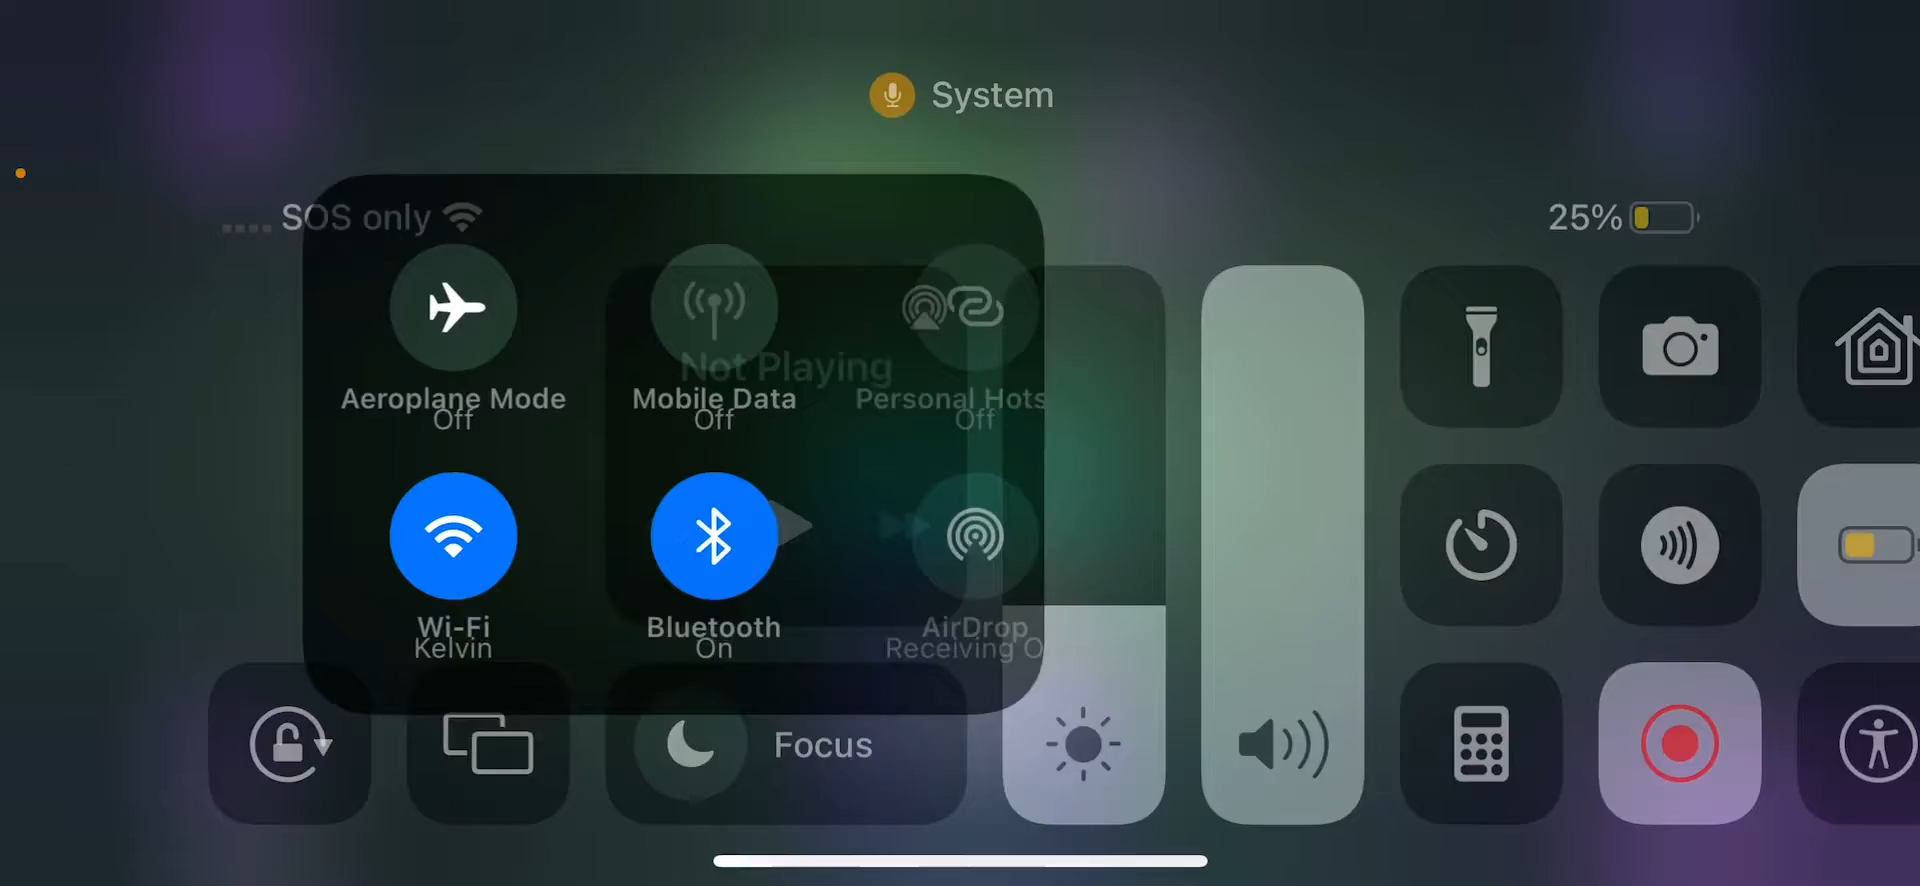 System
SOS only
25%
Not Playing
Aeroplane Mode
Off
Mobile Data
Off
Personal Hots
Off
Wi-Fi
Kelvin
Bluetooth
On
AirDrop
Receiving O
Focus